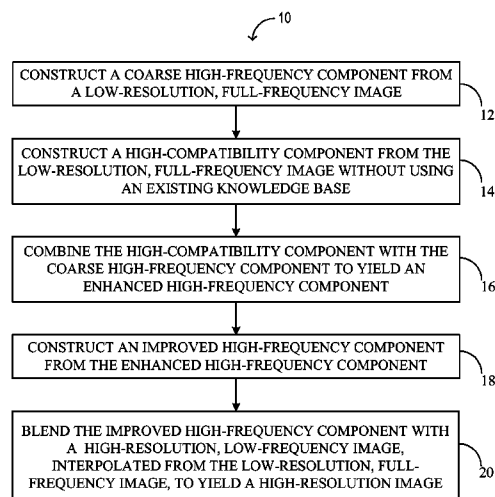 10
CONSTRUCT A COARSE HIGH-FREQUENCY COMPONENT FROM
A LOW-RESOLUTION, FULL-FREQUENCY IMAGE
12
CONSTRUCT A HIGH-COMPATIBILITY COMPONENT FROM THE
LOW-RESOLUTION, FULL-FREQUENCY IMAGE WITHOUT USING
AN EXISTING KNOWLEDGE BASE
14
COMBINE THE HIGH-COMPATIBILITY COMPONENT WITH THE
COARSE HIGH-FREQUENCY COMPONENT TO YIELD AN
ENHANCED HIGH-FREQUENCY COMPONENT
16
CONSTRUCT AN IMPROVED HIGH-FREQUENCY COMPONENT
FROM THE ENHANCED HIGH-FREQUENCY COMPONENT
18
BLEND THE IMPROVED HIGH-FREQUENCY COMPONENT WITH
A HIGH-RESOLUTION, LOW-FREQUENCY IMAGE,
INTERPOLATED FROM THE LOW-RESOLUTION, FULL-
FREQUENCY IMAGE, TO YIELD A HIGH-RESOLUTION IMAGE
20